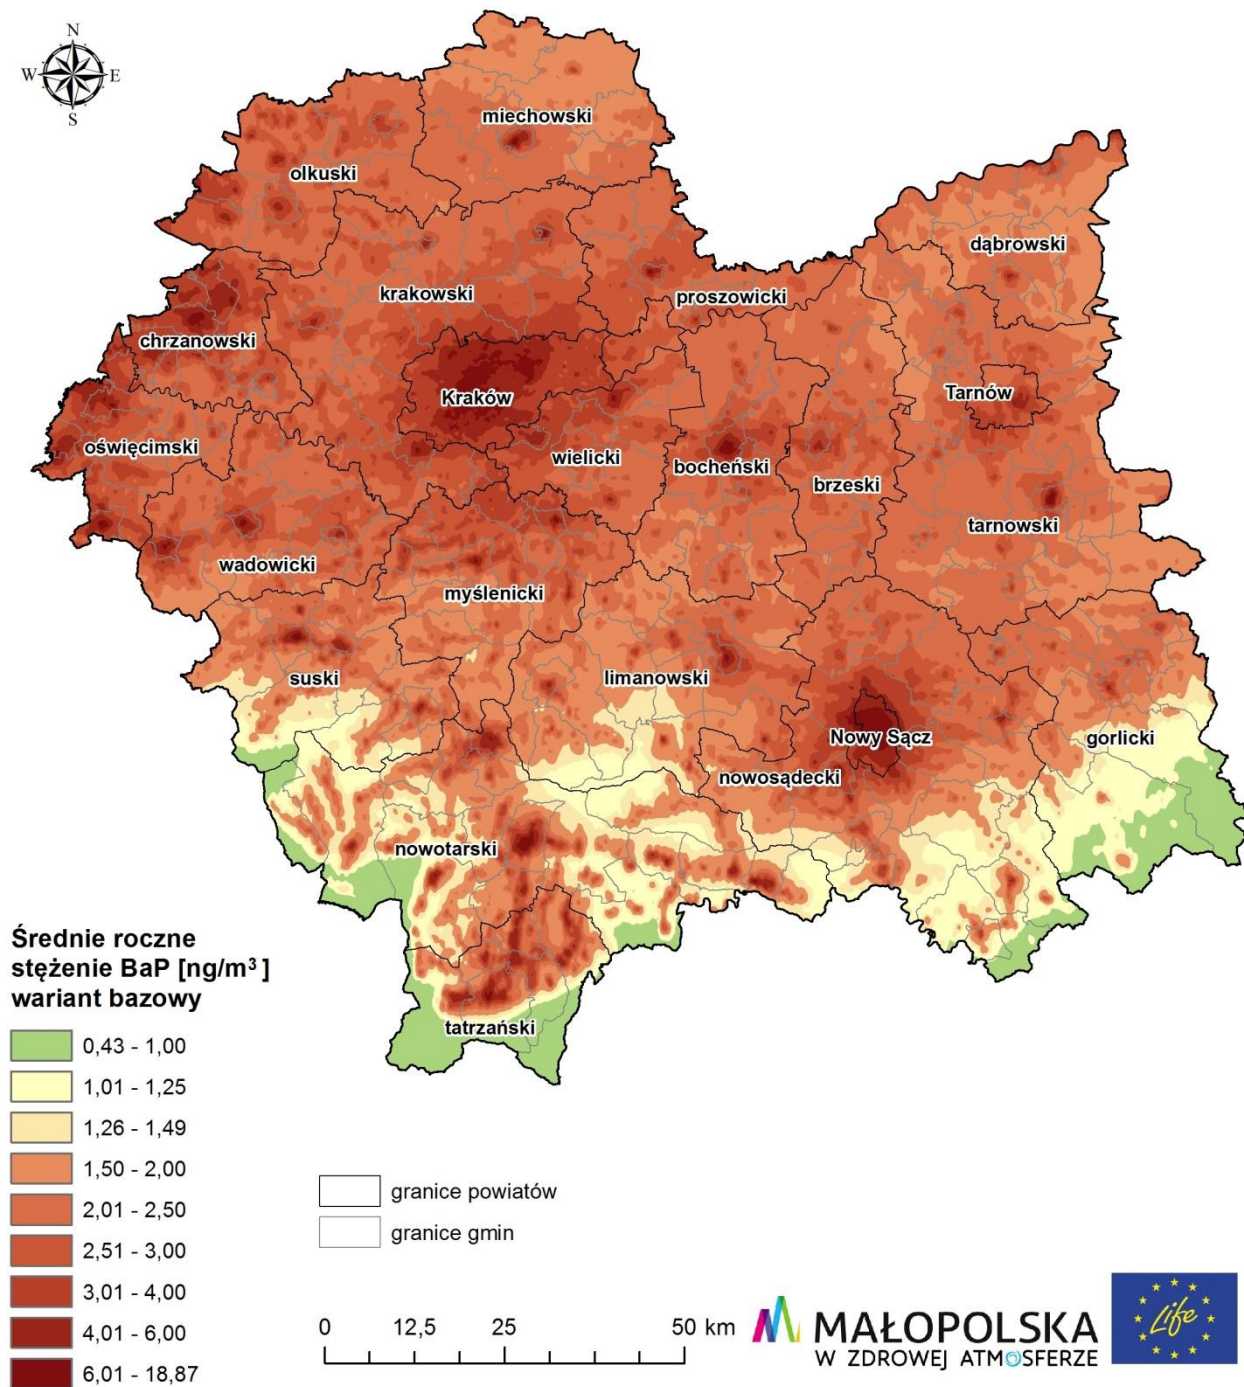 N
W E
S
miechowski
olkuski
dąbrowski
krakowski
proszowicki
chrzanowski
Tarnów
Kraków
oświęcimski
wielicki
bocheński
brzeski
tarnowski
wadowicki
myślenicki
suski
limanowski
Nowy Sącz
gorlicki
nowosądecki
nowotarski
tatrzański
Średnie roczne
stężenie BaP [ng/m³]
wariant bazowy
0,43 - 1,00
1,01 - 1,25
1,26 - 1,49
1,50 - 2,00
2,01 - 2,50
2,51 - 3,00
3,01 - 4,00
4,01 - 6,00
6,01 - 18,87
granice powiatów
granice gmin
0 12,5 25 50 km
MAŁOPOLSKA
W ZDROWEJ ATMOSFERZE
Life